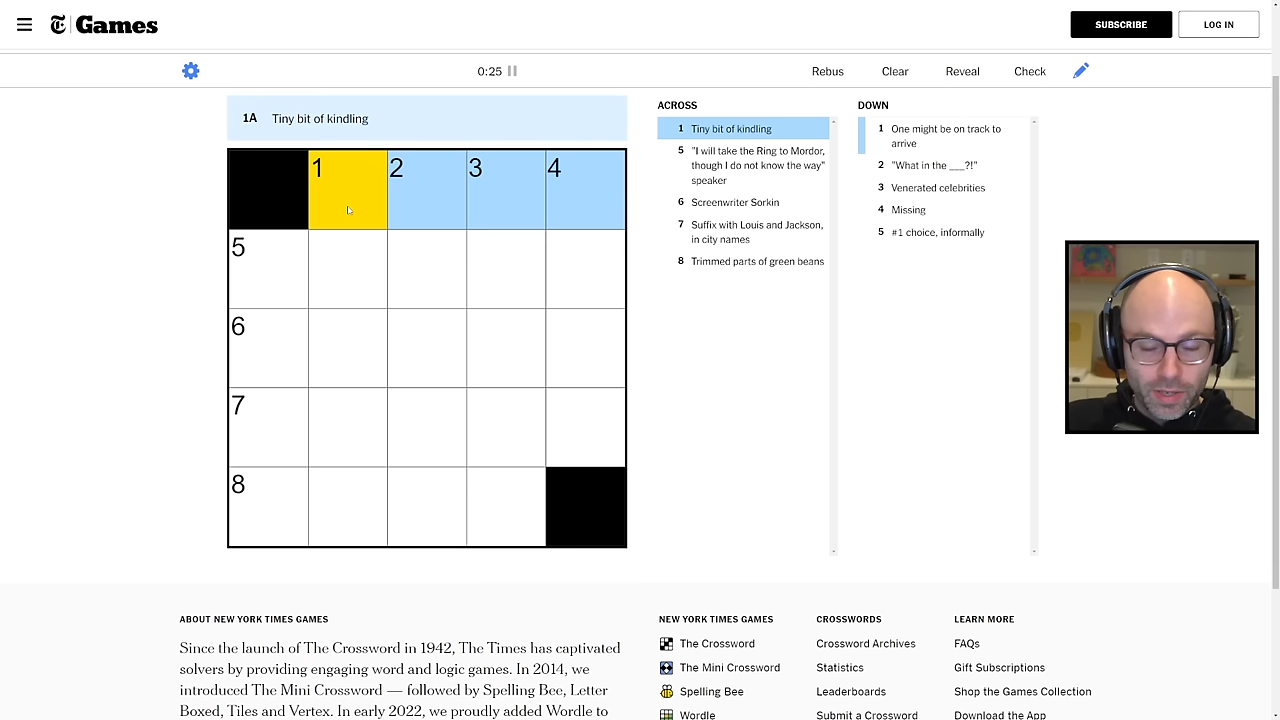 Games
SUBSCRIBE
LOG IN
0:25
Rebus
Clear
Reveal
Check
1A Tiny bit of kindling
1
2
3
4
5
6
7
8
ACROSS
1 Tiny bit of kindling
5 "I will take the Ring to Mordor,
though I do not know the way"
speaker
6 Screenwriter Sorkin
7 Suffix with Louis and Jackson,
in city names
8 Trimmed parts of green beans
DOWN
1 One might be on track to
arrive
2 "What in the ___?!"
3 Venerated celebrities
4 Missing
5 #1 choice, informally
ABOUT NEW YORK TIMES GAMES
Since the launch of The Crossword in 1942, The Times has captivated
solvers by providing engaging word and logic games. In 2014, we
introduced The Mini Crossword — followed by Spelling Bee, Letter
Boxed, Tiles and Vertex. In early 2022, we proudly added Wordle to
NEW YORK TIMES GAMES
The Crossword
The Mini Crossword
Spelling Bee
Wordle
CROSSWORDS
Crossword Archives
Statistics
Leaderboards
Submit a Crossword
LEARN MORE
FAQs
Gift Subscriptions
Shop the Games Collection
Download the App